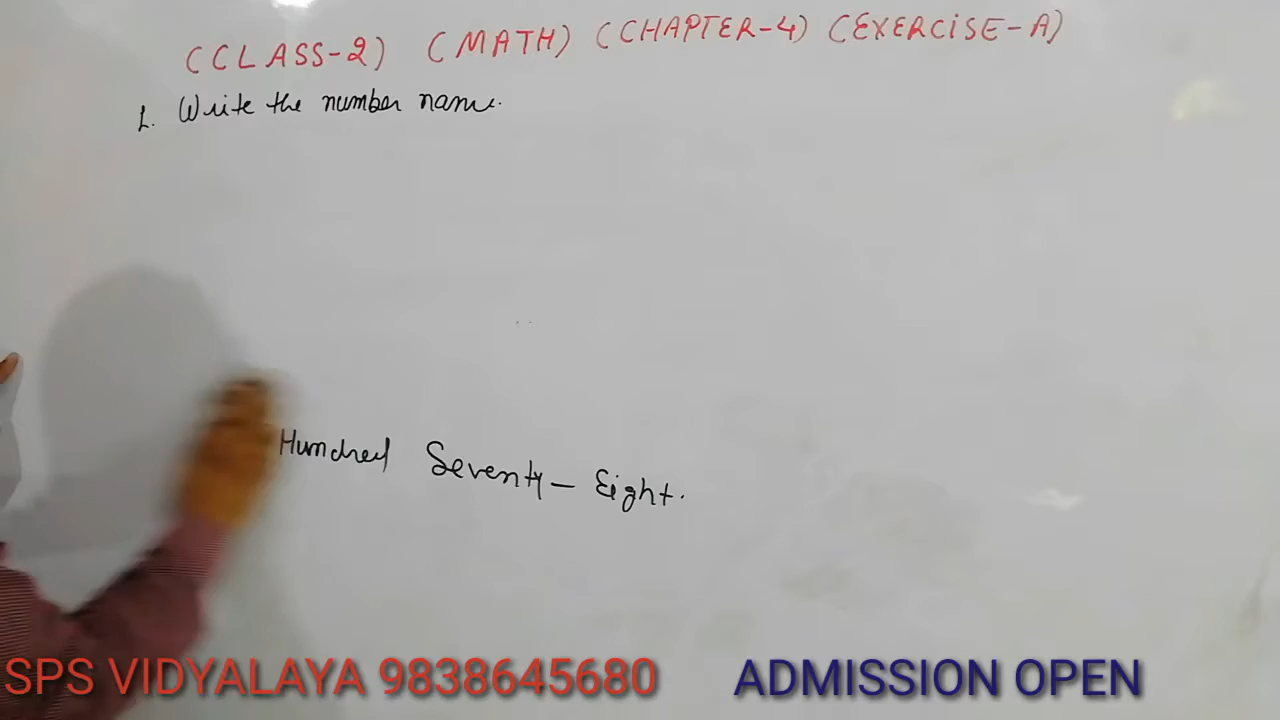 (CLASS-2) (MATH) (CHAPTER-4) (EXERCISE-A)
1. Write the number name.
Hundred Seventy-Eight.
SPS VIDYALAYA 9838645680 ADMISSION OPEN